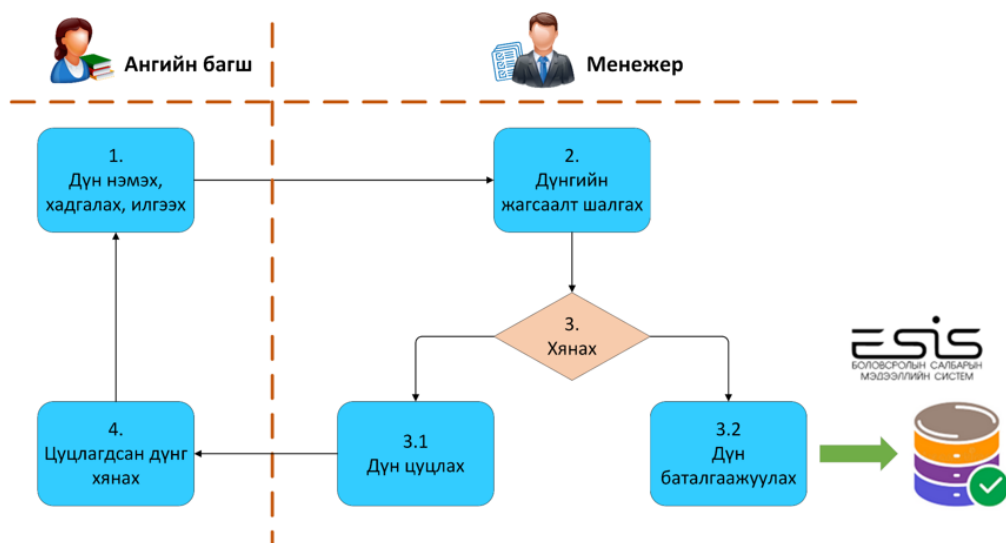 Ангийн багш
Менежер
1.
Дүн нэмэх,
хадгалах, илгээх
2.
Дүнгийн
жагсаалт шалгах
3.
Хянах
ESIS
БОЛОВСРОЛЫН САЛБАРЫН
МЭДЭЭЛЛИЙН СИСТЕМ
4.
Цуцлагдсан дүнг
хянах
3.1
Дүн цуцлах
3.2
Дүн
баталгаажуулах